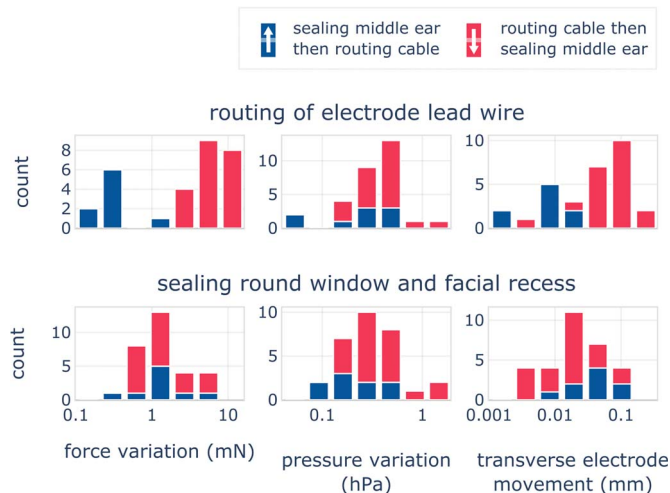 sealing middle ear
then routing cable
routing cable then
sealing middle ear
routing of electrode lead wire
count
8
6
4
2
0
10
5
0
10
5
0
sealing round window and facial recess
count
10
5
0
10
5
0
10
5
0
0.1 1 10
0.1 1
0.001 0.01 0.1
force variation (mN)
pressure variation
(hPa)
transverse electrode
movement (mm)